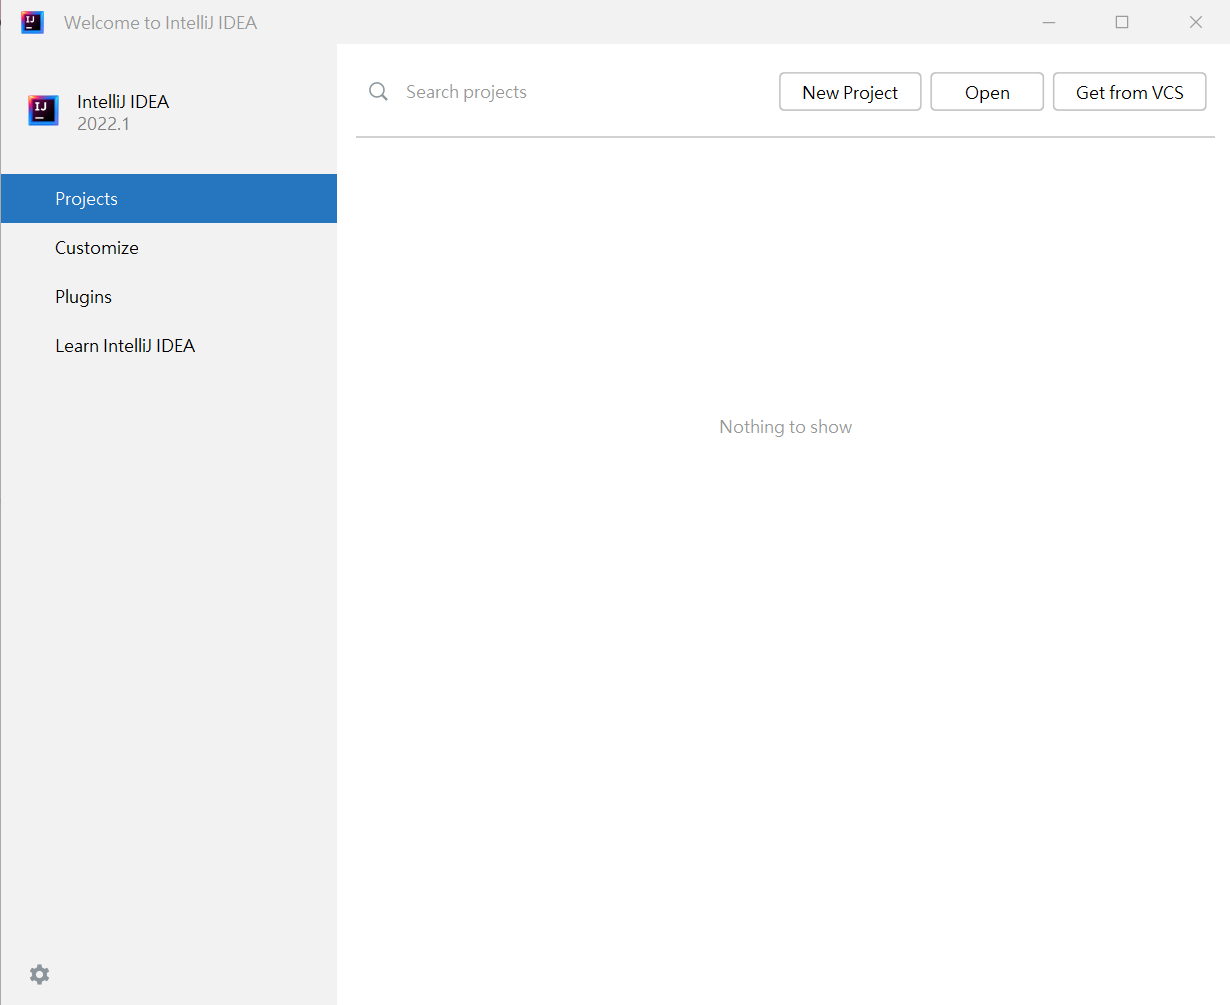 Welcome to IntelliJ IDEA
IntelliJ IDEA
2022.1
Projects
Customize
Plugins
Learn IntelliJ IDEA
Search projects
New Project
Open
Get from VCS
Nothing to show